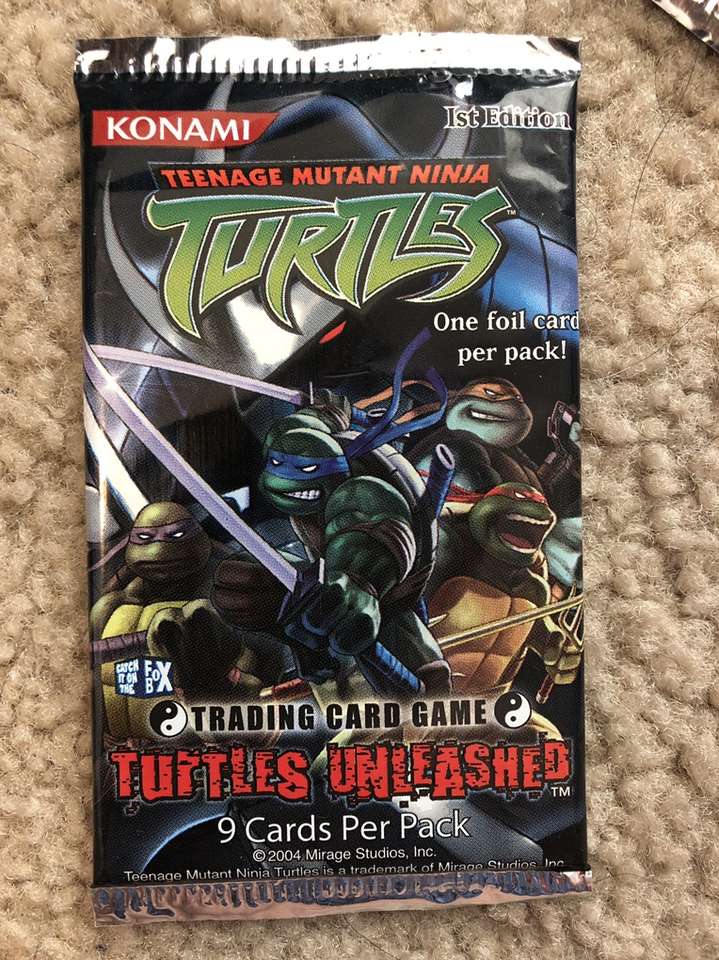 KONAMI
1st Edition
TEENAGE MUTANT NINJA
TURTLES™
One foil card
per pack!
CATCH
IT ON
THE
FOX
BOX
TRADING CARD GAME
TURTLES UNLEASHED™
9 Cards Per Pack
©2004 Mirage Studios, Inc.
Teenage Mutant Ninja Turtles is a trademark of Mirage Studios, Inc.